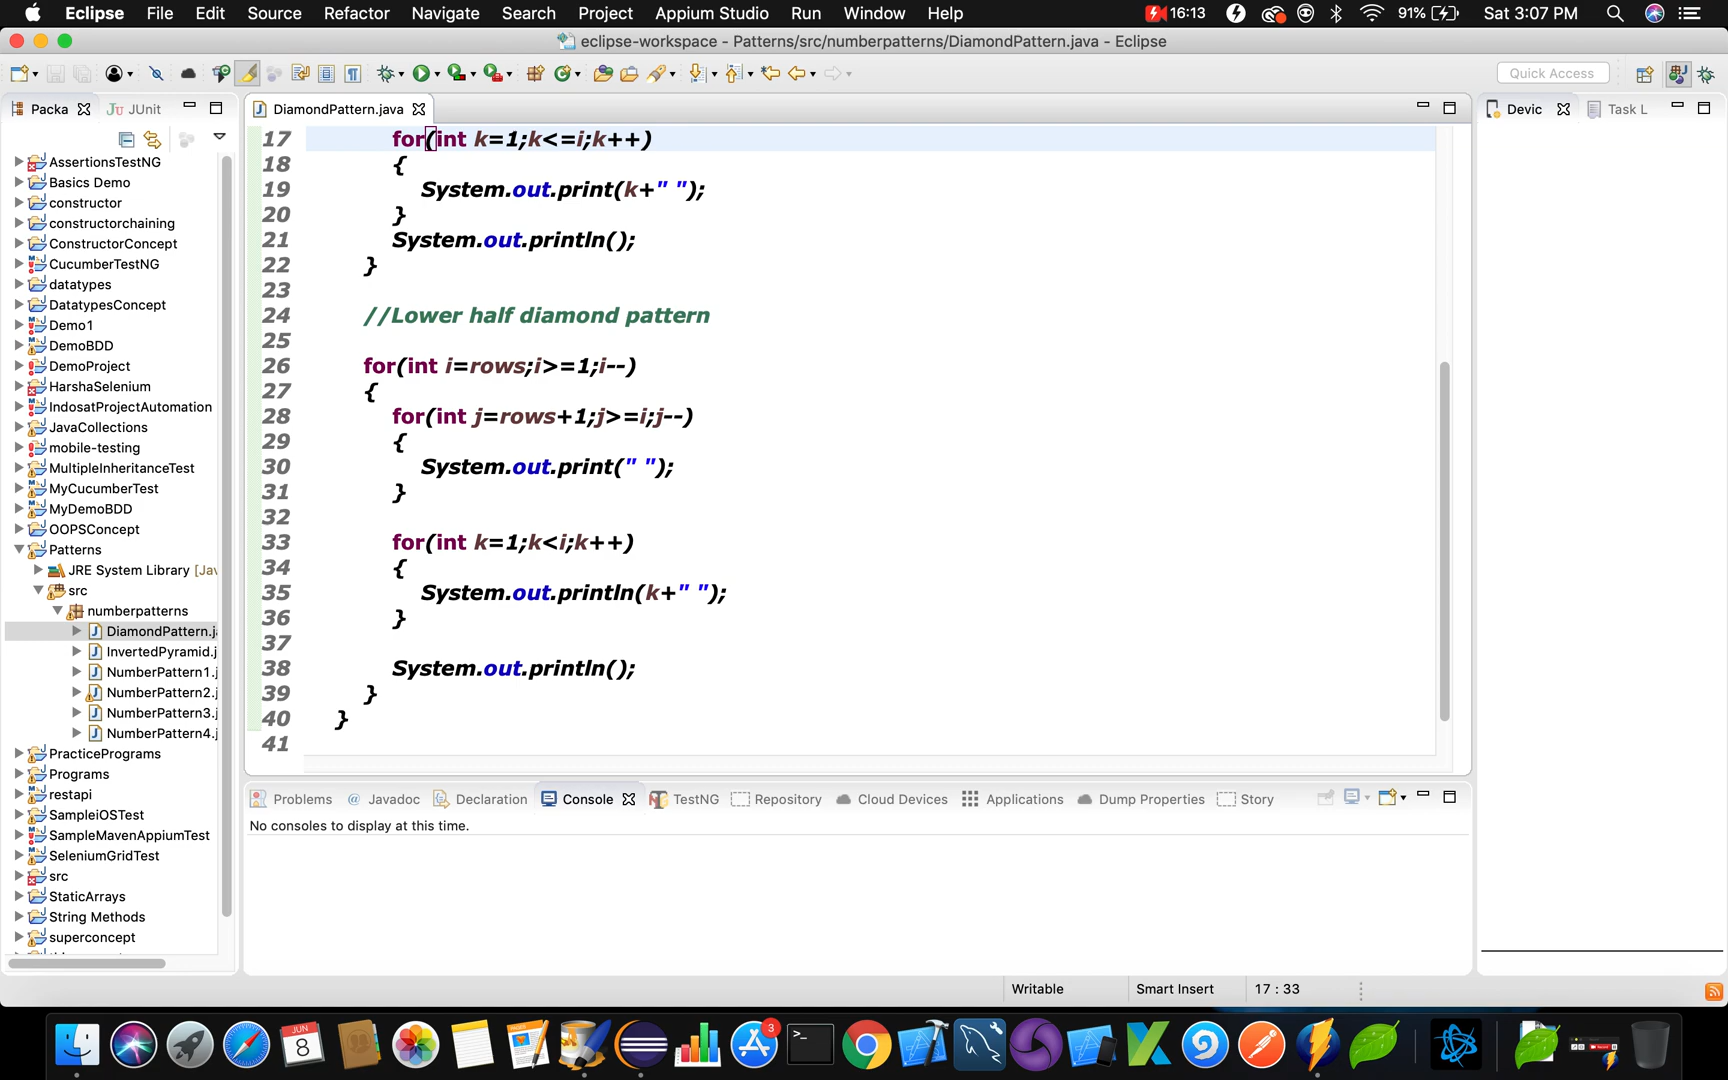 Eclipse File Edit Source Refactor Navigate Search Project Appium Studio Run Window Help 16:13 91% Sat 3:07 PM
eclipse-workspace - Patterns/src/numberpatterns/DiamondPattern.java - Eclipse
Quick Access
Packa JUnit
DiamondPattern.java
Devic Task L
AssertionsTestNG
Basics Demo
constructor
constructorchaining
ConstructorConcept
CucumberTestNG
datatypes
DatatypesConcept
Demo1
DemoBDD
DemoProject
HarshaSelenium
IndosatProjectAutomation
JavaCollections
mobile-testing
MultipleInheritanceTest
MyCucumberTest
MyDemoBDD
OOPSConcept
Patterns
JRE System Library [Jav
src
numberpatterns
DiamondPattern.j
InvertedPyramid.j
NumberPattern1.j
NumberPattern2.j
NumberPattern3.j
NumberPattern4.j
PracticePrograms
Programs
restapi
SampleiOSTest
SampleMavenAppiumTest
SeleniumGridTest
src
StaticArrays
String Methods
superconcept
17 for(int k=1;k<=i;k++)
18 {
19 System.out.print(k+" ");
20 }
21 System.out.println();
22 }
23
24 //Lower half diamond pattern
25
26 for(int i=rows;i>=1;i--)
27 {
28 for(int j=rows+1;j>=i;j--)
29 {
30 System.out.print(" ");
31 }
32
33 for(int k=1;k<i;k++)
34 {
35 System.out.println(k+" ");
36 }
37
38 System.out.println();
39 }
40 }
41
Problems @ Javadoc Declaration Console TestNG Repository Cloud Devices Applications Dump Properties Story
No consoles to display at this time.
Writable Smart Insert 17 : 33
JUN
8
3